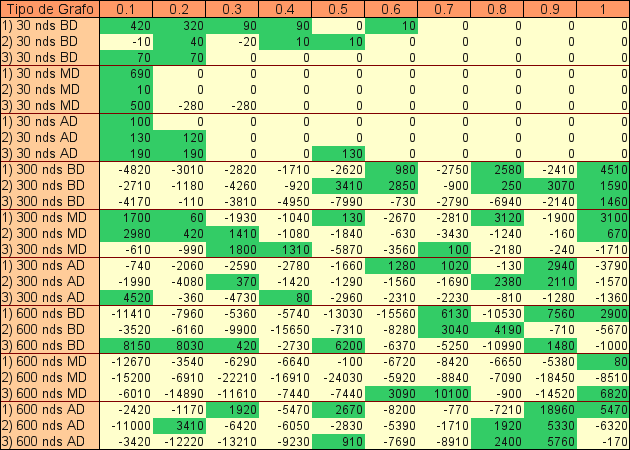 Tipo de Grafo 0.1 0.2 0.3 0.4 0.5 0.6 0.7 0.8 0.9 1
1) 30 nds BD 420 320 90 90 0 10 0 0 0 0
2) 30 nds BD -10 40 -20 10 10 0 0 0 0 0
3) 30 nds BD 70 70 0 0 0 0 0 0 0 0
1) 30 nds MD 690 0 0 0 0 0 0 0 0 0
2) 30 nds MD 10 0 0 0 0 0 0 0 0 0
3) 30 nds MD 500 -280 -280 0 0 0 0 0 0 0
1) 30 nds AD 100 0 0 0 0 0 0 0 0 0
2) 30 nds AD 130 120 0 0 0 0 0 0 0 0
3) 30 nds AD 190 190 0 0 130 0 0 0 0 0
1) 300 nds BD -4820 -3010 -2820 -1710 -2620 980 -2750 2580 -2410 4510
2) 300 nds BD -2710 -1180 -4260 -920 3410 2850 -900 250 3070 1590
3) 300 nds BD -4170 -110 -3810 -4950 -7990 -730 -2790 -6940 -2140 1460
1) 300 nds MD 1700 60 -1930 -1040 130 -2670 -2810 3120 -1900 3100
2) 300 nds MD 2980 420 1410 -1080 -1840 -630 -3430 -1240 -160 670
3) 300 nds MD -610 -990 1800 1310 -5870 -3560 100 -2180 -240 -1710
1) 300 nds AD -740 -2060 -2590 -2780 -1660 1280 1020 -130 2940 -3790
2) 300 nds AD -1990 -4080 370 -1420 -1290 -1560 -1690 2380 2110 -1570
3) 300 nds AD 4520 -360 -4730 80 -2960 -2310 -2230 -810 -1280 -1360
1) 600 nds BD -11410 -7960 -5360 -5740 -13030 -15560 6130 -10530 7560 2900
2) 600 nds BD -3520 -6160 -9900 -15650 -7310 -8280 3040 4190 -710 -5670
3) 600 nds BD 8150 8030 420 -2730 6200 -6370 -5250 -10990 1480 -1000
1) 600 nds MD -12670 -3540 -6290 -6640 -100 -6720 -8420 -6650 -5380 80
2) 600 nds MD -15200 -6910 -22210 -16910 -24030 -5920 -8840 -7090 -18450 -8510
3) 600 nds MD -6010 -14890 -11610 -7440 -7440 3090 10100 -9010 -14520 6820
1) 600 nds AD -2420 -1170 1920 -5470 2670 -8200 -770 -7210 18960 5470
2) 600 nds AD -11000 3410 -6420 -6050 -2830 -5390 -1710 1920 5330 -6320
3) 600 nds AD -3420 -12220 -13210 -9230 910 -7690 -8910 2400 5760 -170